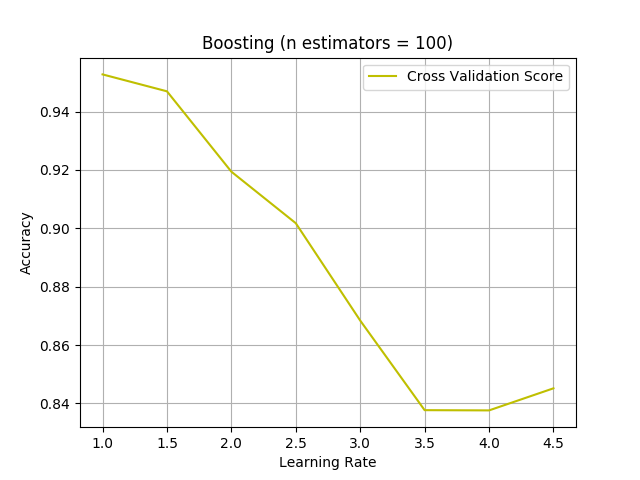 Boosting (n estimators = 100)
Cross Validation Score
Accuracy
0.94
0.92
0.90
0.88
0.86
0.84
1.0 1.5 2.0 2.5 3.0 3.5 4.0 4.5
Learning Rate